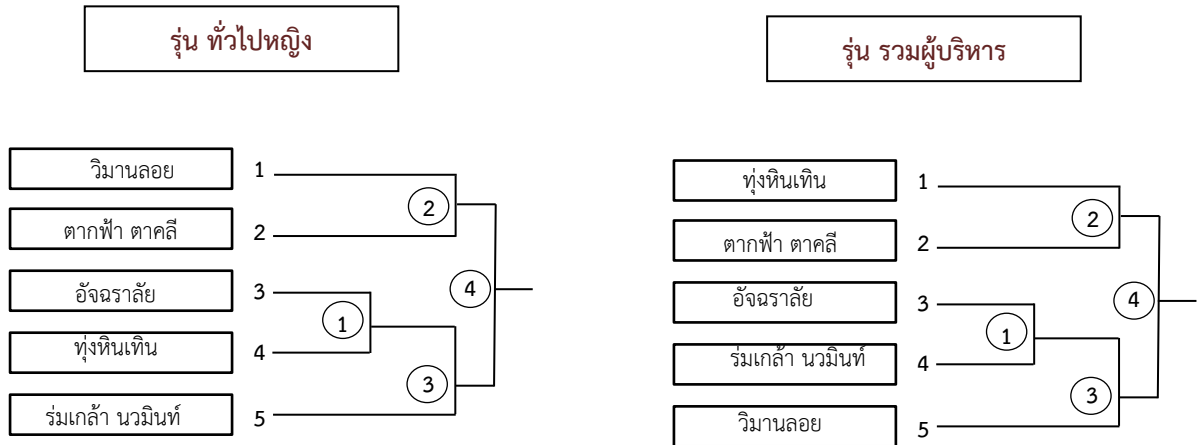 รุ่น ทั่วไปหญิง
วิมานลอย 1
ตากฟ้า ตาคลี 2
อัจฉราลัย 3
ทุ่งหินเทิน 4
ร่มเกล้า นวมินท์ 5
2
1
3
4
รุ่น รวมผู้บริหาร
ทุ่งหินเทิน 1
ตากฟ้า ตาคลี 2
อัจฉราลัย 3
ร่มเกล้า นวมินท์ 4
วิมานลอย 5
2
1
3
4